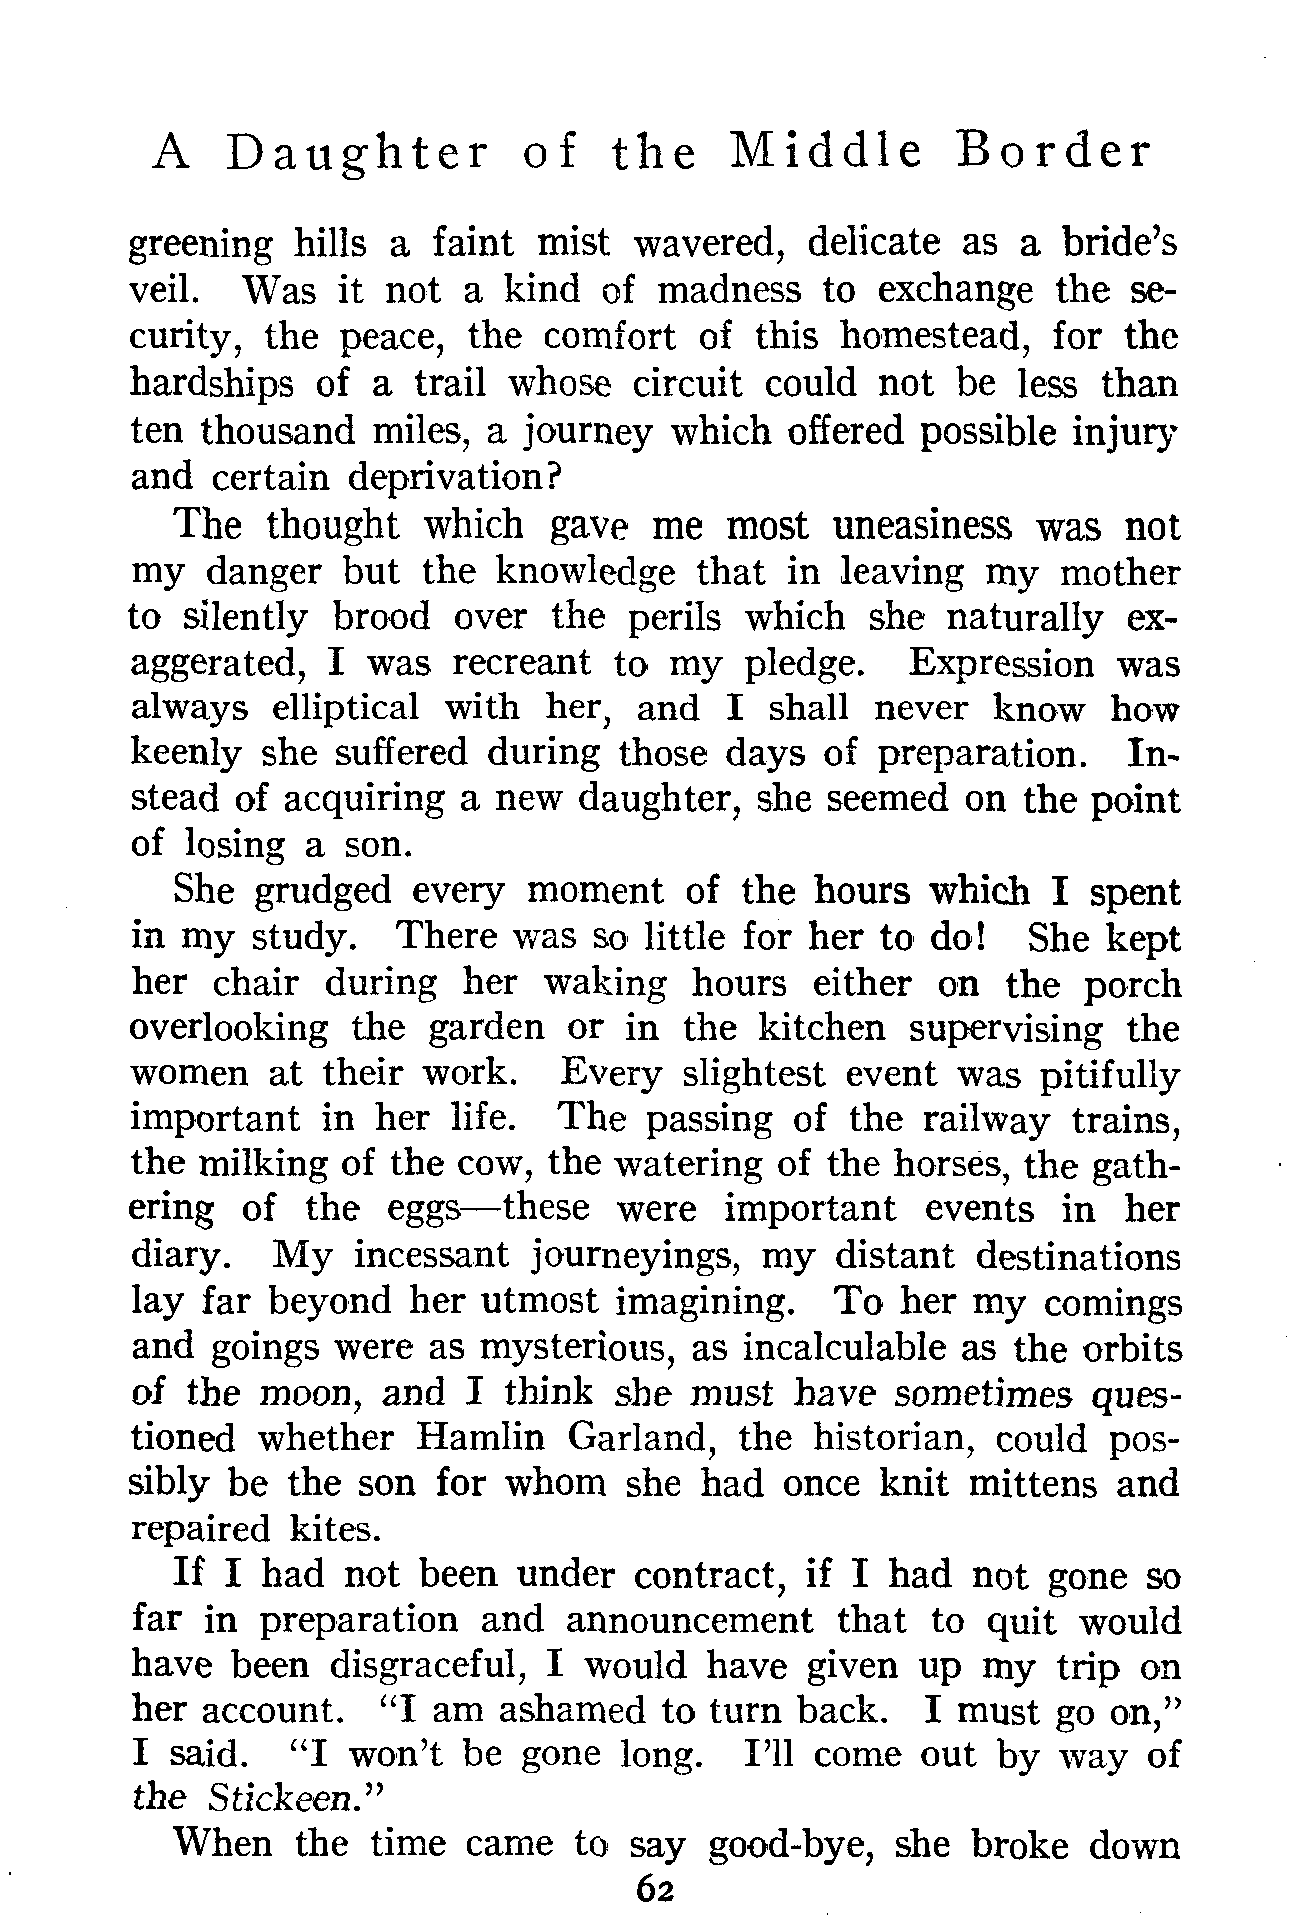 A Daughter of the Middle Border
greening hills a faint mist wavered, delicate as a bride's
veil. Was it not a kind of madness to exchange the se-
curity, the peace, the comfort of this homestead, for the
hardships of a trail whose circuit could not be less than
ten thousand miles, a journey which offered possible injury
and certain deprivation?
The thought which gave me most uneasiness was not
my danger but the knowledge that in leaving my mother
to silently brood over the perils which she naturally ex-
aggerated, I was recreant to my pledge. Expression was
always elliptical with her, and I shall never know how
keenly she suffered during those days of preparation. In-
stead of acquiring a new daughter, she seemed on the point
of losing a son.
She grudged every moment of the hours which I spent
in my study. There was so little for her to do! She kept
her chair during her waking hours either on the porch
overlooking the garden or in the kitchen supervising the
women at their work. Every slightest event was pitifully
important in her life. The passing of the railway trains,
the milking of the cow, the watering of the horses, the gath-
ering of the eggs—these were important events in her
diary. My incessant journeyings, my distant destinations
lay far beyond her utmost imagining. To her my comings
and goings were as mysterious, as incalculable as the orbits
of the moon, and I think she must have sometimes ques-
tioned whether Hamlin Garland, the historian, could pos-
sibly be the son for whom she had once knit mittens and
repaired kites.
If I had not been under contract, if I had not gone so
far in preparation and announcement that to quit would
have been disgraceful, I would have given up my trip on
her account. "I am ashamed to turn back. I must go on,"
I said. "I won't be gone long. I'll come out by way of
the Stickeen."
When the time came to say good-bye, she broke down
62